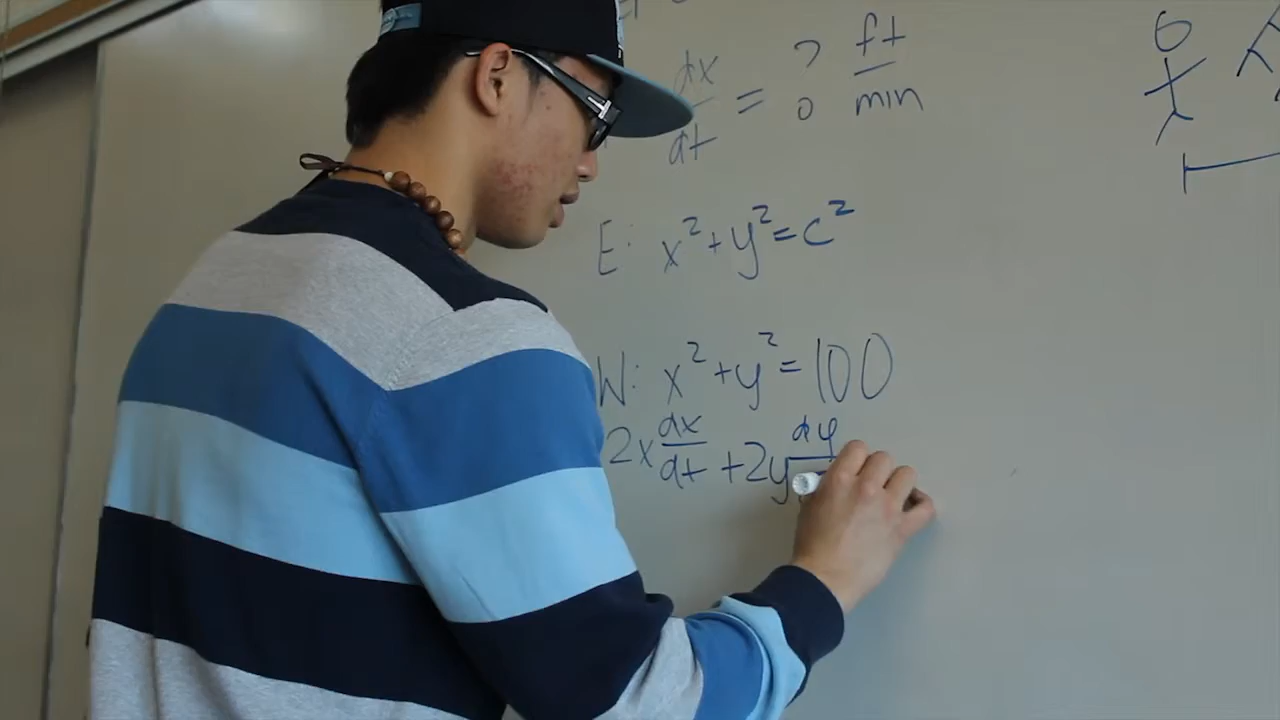 dx/dt = ? ft/min
E: x²+y²=c²
W: x²+y²=100
2x dx/dt +2y dy